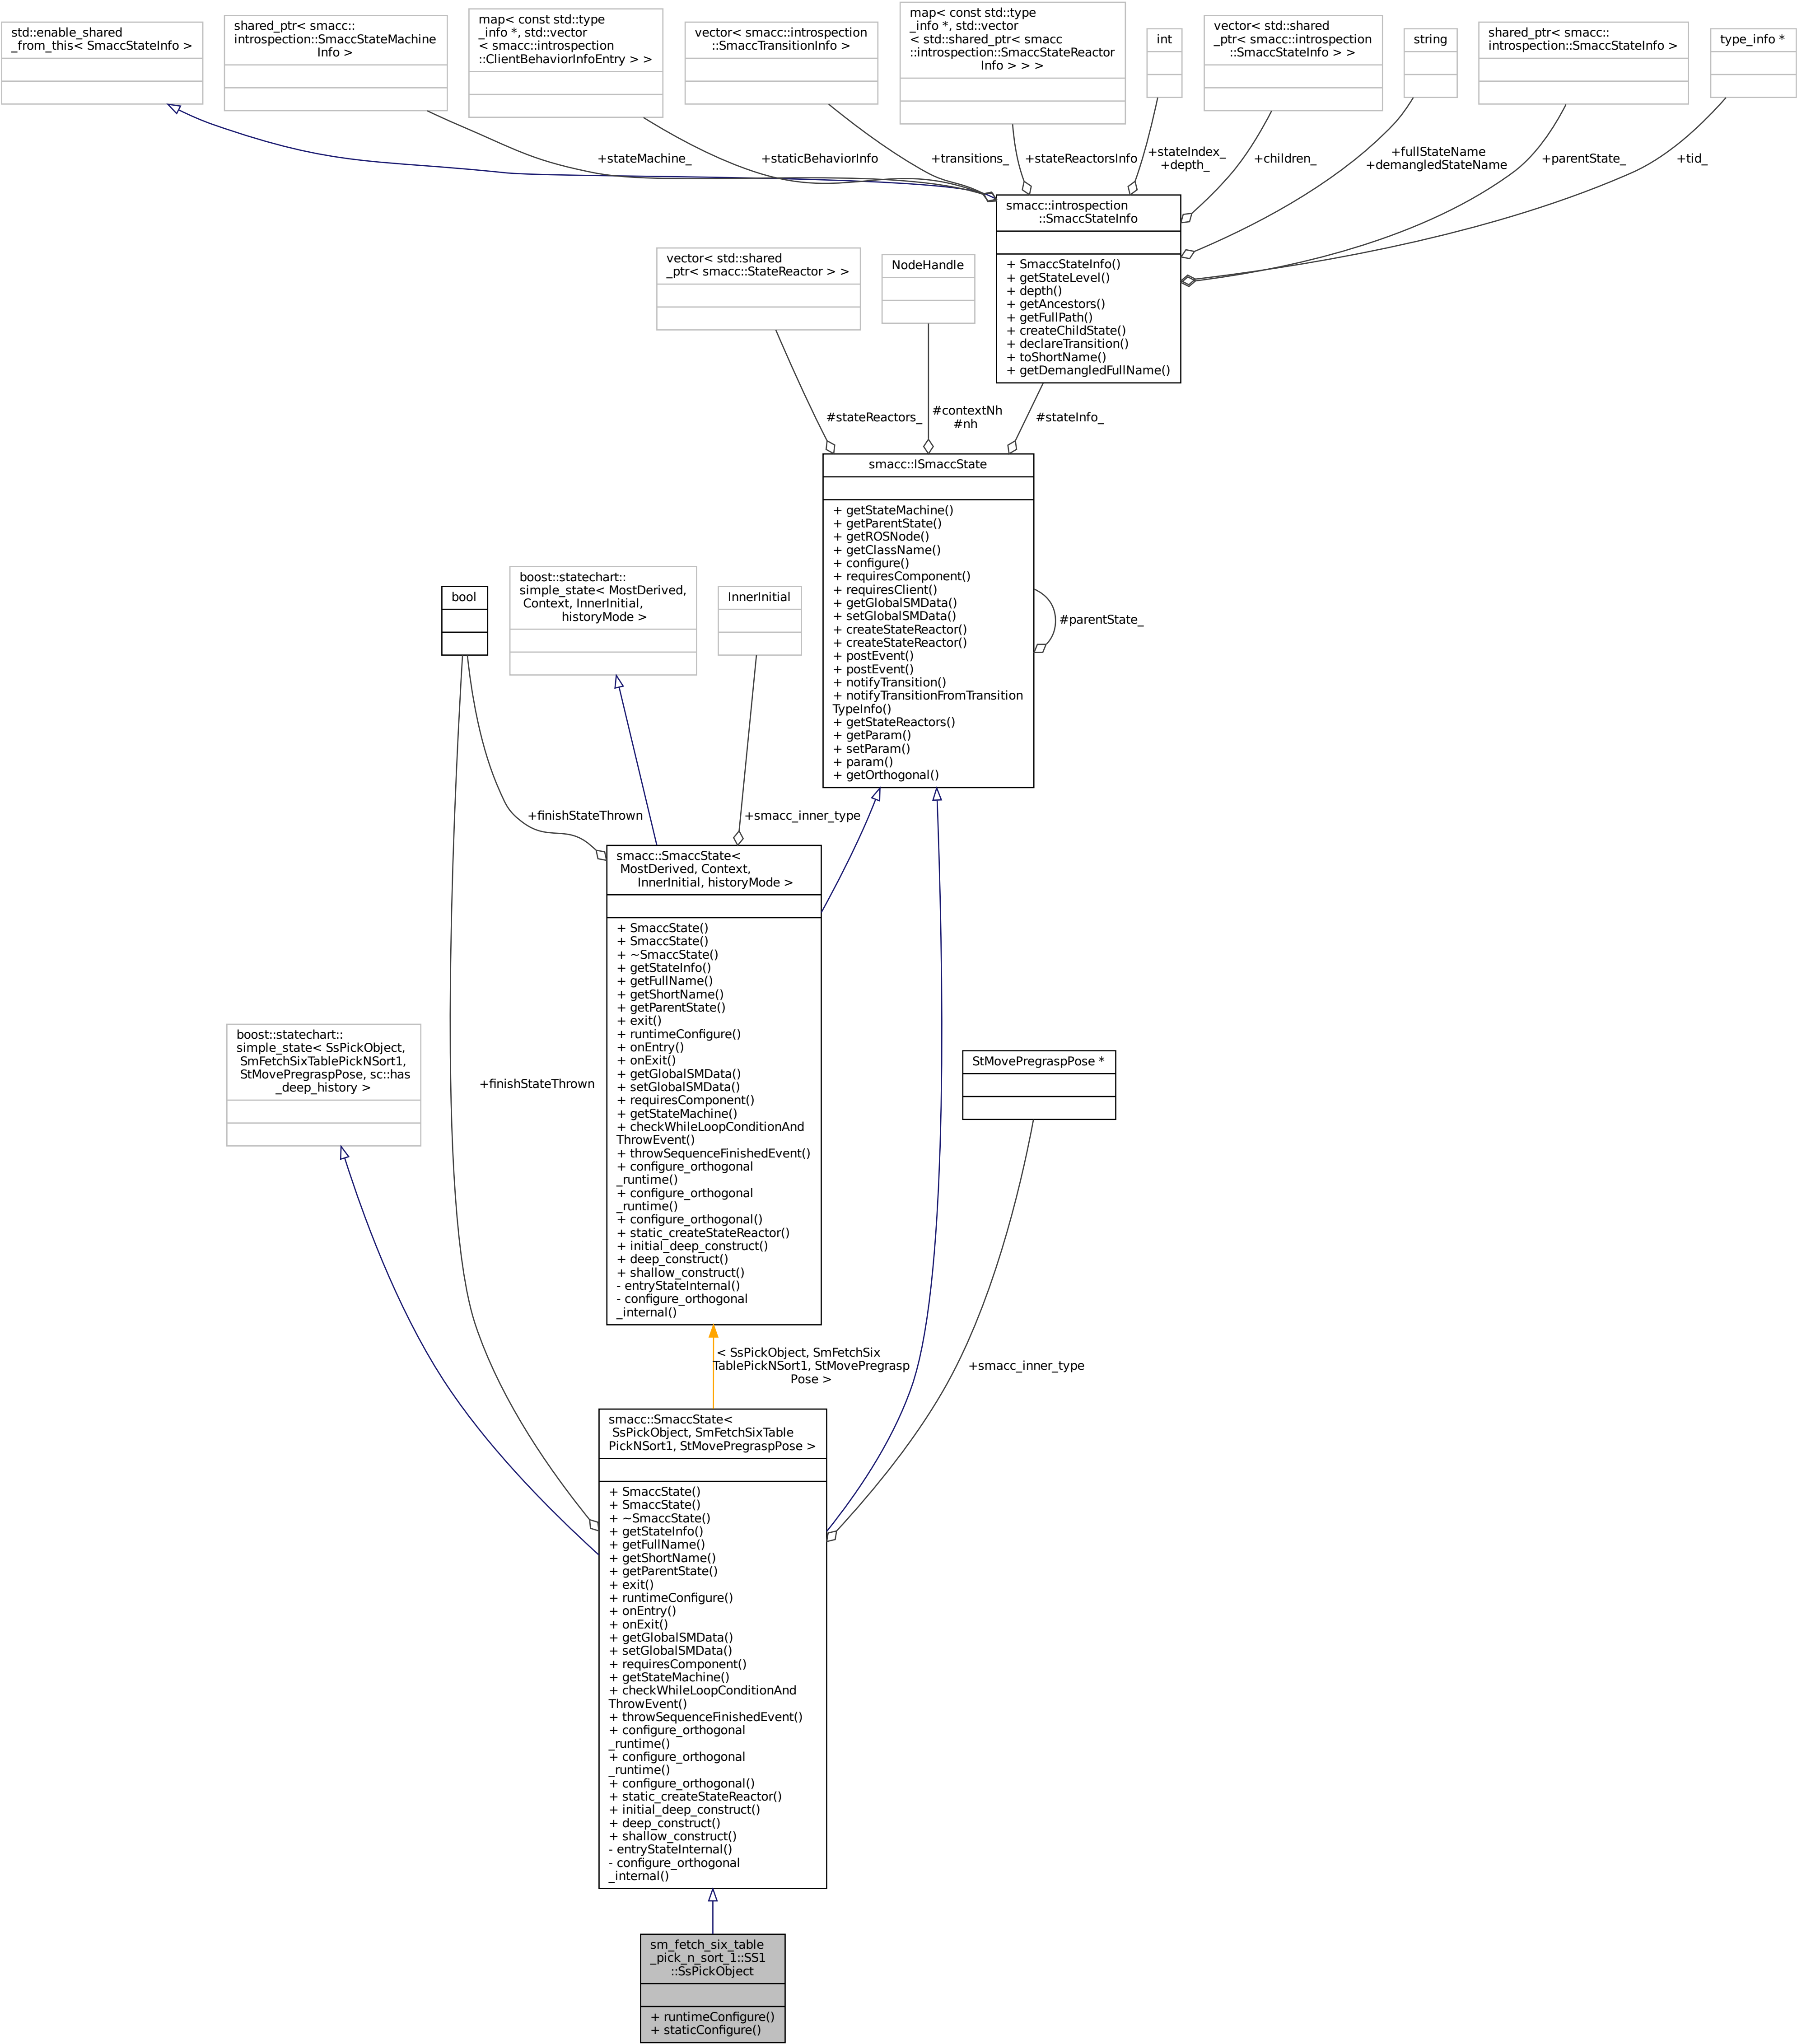 std::enable_shared
_from_this< SmaccStateInfo >
shared_ptr< smacc::
introspection::SmaccStateMachine
Info >
map< const std::type
_info *, std::vector
< smacc::introspection
::ClientBehaviorInfoEntry > >
vector< smacc::introspection
::SmaccTransitionInfo >
map< const std::type
_info *, std::vector
< std::shared_ptr< smacc
::introspection::SmaccStateReactor
Info > > >
int
vector< std::shared
_ptr< smacc::introspection
::SmaccStateInfo > >
string
shared_ptr< smacc::
introspection::SmaccStateInfo >
type_info *
+stateMachine_
+staticBehaviorInfo
+transitions_
+stateReactorsInfo
+stateIndex_
+depth_
+children_
+fullStateName
+demangledStateName
+parentState_
+tid_
smacc::introspection
::SmaccStateInfo
+ SmaccStateInfo()
+ getStateLevel()
+ depth()
+ getAncestors()
+ getFullPath()
+ createChildState()
+ declareTransition()
+ toShortName()
+ getDemangledFullName()
vector< std::shared
_ptr< smacc::StateReactor > >
NodeHandle
#stateReactors_
#contextNh
#nh
#stateInfo_
smacc::ISmaccState
+ getStateMachine()
+ getParentState()
+ getROSNode()
+ getClassName()
+ configure()
+ requiresComponent()
+ requiresClient()
+ getGlobalSMData()
+ setGlobalSMData()
+ createStateReactor()
+ createStateReactor()
+ postEvent()
+ postEvent()
+ notifyTransition()
+ notifyTransitionFromTransition
TypeInfo()
+ getStateReactors()
+ getParam()
+ setParam()
+ param()
+ getOrthogonal()
#parentState_
bool
boost::statechart::
simple_state< MostDerived,
Context, InnerInitial,
historyMode >
InnerInitial
+finishStateThrown
+smacc_inner_type
smacc::SmaccState<
MostDerived, Context,
InnerInitial, historyMode >
+ SmaccState()
+ SmaccState()
+ ~SmaccState()
+ getStateInfo()
+ getFullName()
+ getShortName()
+ getParentState()
+ exit()
+ runtimeConfigure()
+ onEntry()
+ onExit()
+ getGlobalSMData()
+ setGlobalSMData()
+ requiresComponent()
+ getStateMachine()
+ checkWhileLoopConditionAnd
ThrowEvent()
+ throwSequenceFinishedEvent()
+ configure_orthogonal
_runtime()
+ configure_orthogonal
_runtime()
+ configure_orthogonal()
+ static_createStateReactor()
+ initial_deep_construct()
+ deep_construct()
+ shallow_construct()
- entryStateInternal()
- configure_orthogonal
_internal()
boost::statechart::
simple_state< SsPickObject,
SmFetchSixTablePickNSort1,
StMovePregraspPose, sc::has
_deep_history >
+finishStateThrown
StMovePregraspPose *
< SsPickObject, SmFetchSix
TablePickNSort1, StMovePregrasp
Pose >
+smacc_inner_type
smacc::SmaccState<
SsPickObject, SmFetchSixTable
PickNSort1, StMovePregraspPose >
+ SmaccState()
+ SmaccState()
+ ~SmaccState()
+ getStateInfo()
+ getFullName()
+ getShortName()
+ getParentState()
+ exit()
+ runtimeConfigure()
+ onEntry()
+ onExit()
+ getGlobalSMData()
+ setGlobalSMData()
+ requiresComponent()
+ getStateMachine()
+ checkWhileLoopConditionAnd
ThrowEvent()
+ throwSequenceFinishedEvent()
+ configure_orthogonal
_runtime()
+ configure_orthogonal
_runtime()
+ configure_orthogonal()
+ static_createStateReactor()
+ initial_deep_construct()
+ deep_construct()
+ shallow_construct()
- entryStateInternal()
- configure_orthogonal
_internal()
sm_fetch_six_table
_pick_n_sort_1::SS1
::SsPickObject
+ runtimeConfigure()
+ staticConfigure()